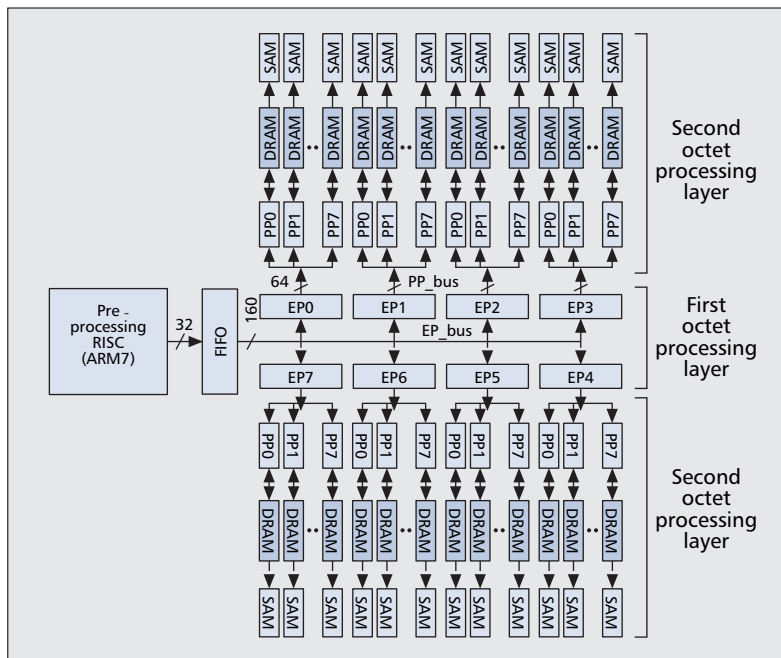 SAM SAM SAM SAM SAM SAM SAM SAM SAM SAM SAM SAM
DRAM DRAM .. DRAM DRAM DRAM .. DRAM DRAM DRAM .. DRAM DRAM DRAM .. DRAM
Second
octet
processing
layer
PP0 PP1 PP7 PP0 PP1 PP7 PP0 PP1 PP7 PP0 PP1 PP7
64 PP_bus
EP0 EP1 EP2 EP3
Pre -
processing
RISC
(ARM7)
32
FIFO
160
EP_bus
First
octet
processing
layer
EP7 EP6 EP5 EP4
PP0 PP1 PP7 PP0 PP1 PP7 PP0 PP1 PP7 PP0 PP1 PP7
DRAM DRAM .. DRAM DRAM DRAM .. DRAM DRAM DRAM .. DRAM DRAM DRAM .. DRAM
Second
octet
processing
layer
SAM SAM SAM SAM SAM SAM SAM SAM SAM SAM SAM SAM